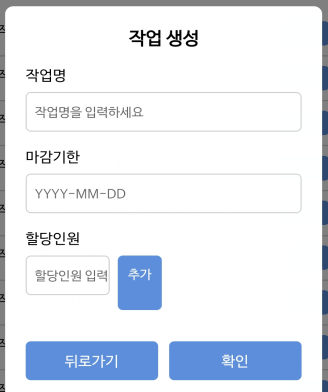 작업 생성
작업명
작업명을 입력하세요
마감기한
YYYY-MM-DD
할당인원
할당인원 입력 추가
뒤로가기 확인